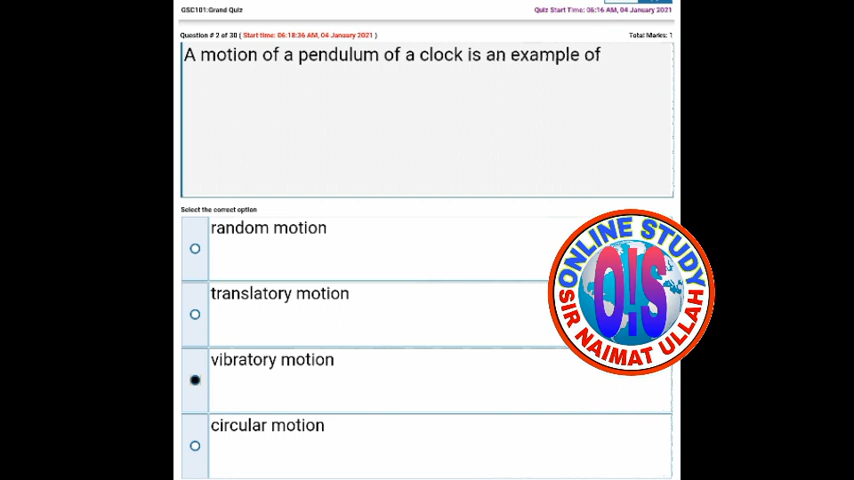 GSC101:Grand Quiz
Quiz Start Time: 06:16 AM, 04 January 2021
Question # 2 of 30 ( Start time: 06:18:36 AM, 04 January 2021 )
Total Marks: 1
A motion of a pendulum of a clock is an example of
Select the correct option
random motion
translatory motion
vibratory motion
circular motion
ONLINE STUDY
O!S
SIR NAIMAT ULLAH